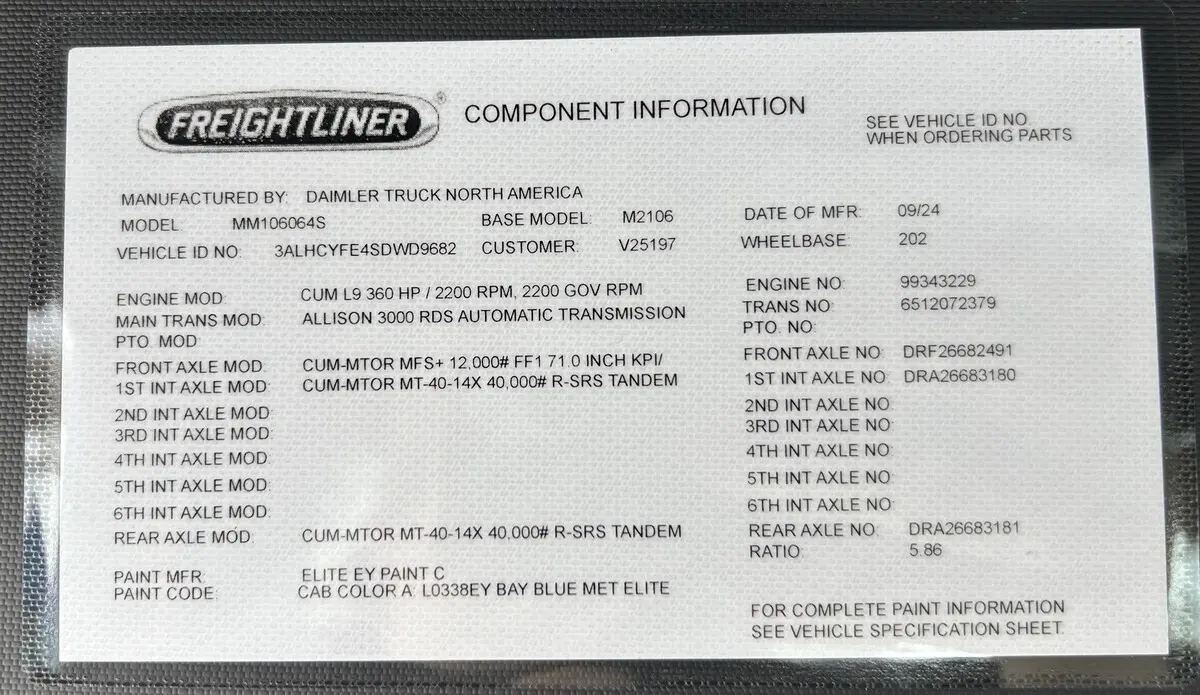 FREIGHTLINER ® COMPONENT INFORMATION
SEE VEHICLE ID NO
WHEN ORDERING PARTS
MANUFACTURED BY: DAIMLER TRUCK NORTH AMERICA
MODEL: MM106064S BASE MODEL: M2106 DATE OF MFR: 09/24
VEHICLE ID NO: 3ALHCYFE4SDWD9682 CUSTOMER: V25197 WHEELBASE: 202
ENGINE MOD: CUM L9 360 HP / 2200 RPM, 2200 GOV RPM ENGINE NO: 99343229
MAIN TRANS MOD: ALLISON 3000 RDS AUTOMATIC TRANSMISSION TRANS NO: 6512072379
PTO. MOD: PTO. NO:
FRONT AXLE MOD: CUM-MTOR MFS+ 12,000# FF1 71.0 INCH KPI/ FRONT AXLE NO: DRF26682491
1ST INT AXLE MOD: CUM-MTOR MT-40-14X 40,000# R-SRS TANDEM 1ST INT AXLE NO: DRA26683180
2ND INT AXLE MOD: 2ND INT AXLE NO:
3RD INT AXLE MOD: 3RD INT AXLE NO:
4TH INT AXLE MOD: 4TH INT AXLE NO:
5TH INT AXLE MOD: 5TH INT AXLE NO:
6TH INT AXLE MOD: 6TH INT AXLE NO:
REAR AXLE MOD: CUM-MTOR MT-40-14X 40,000# R-SRS TANDEM REAR AXLE NO: DRA26683181
RATIO: 5.86
PAINT MFR: ELITE EY PAINT C
PAINT CODE: CAB COLOR A: L0338EY BAY BLUE MET ELITE
FOR COMPLETE PAINT INFORMATION
SEE VEHICLE SPECIFICATION SHEET.